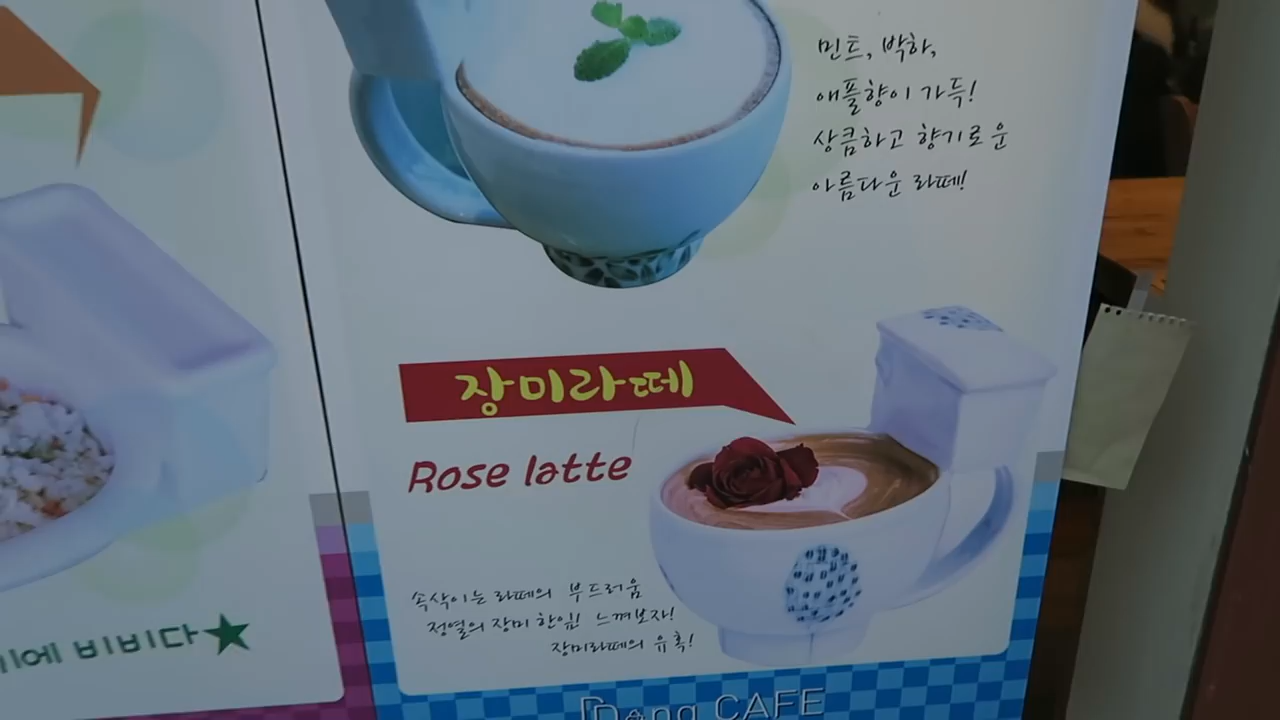 민트, 박하,
애플향이 가득!
상큼하고 향기로운
아름다운 라떼!
장미라떼
Rose latte
속삭이는 라떼의 부드러움
정열의 장미 한잎! 느껴보자!
장미라떼의 유혹!
에 비비다★
CAFE